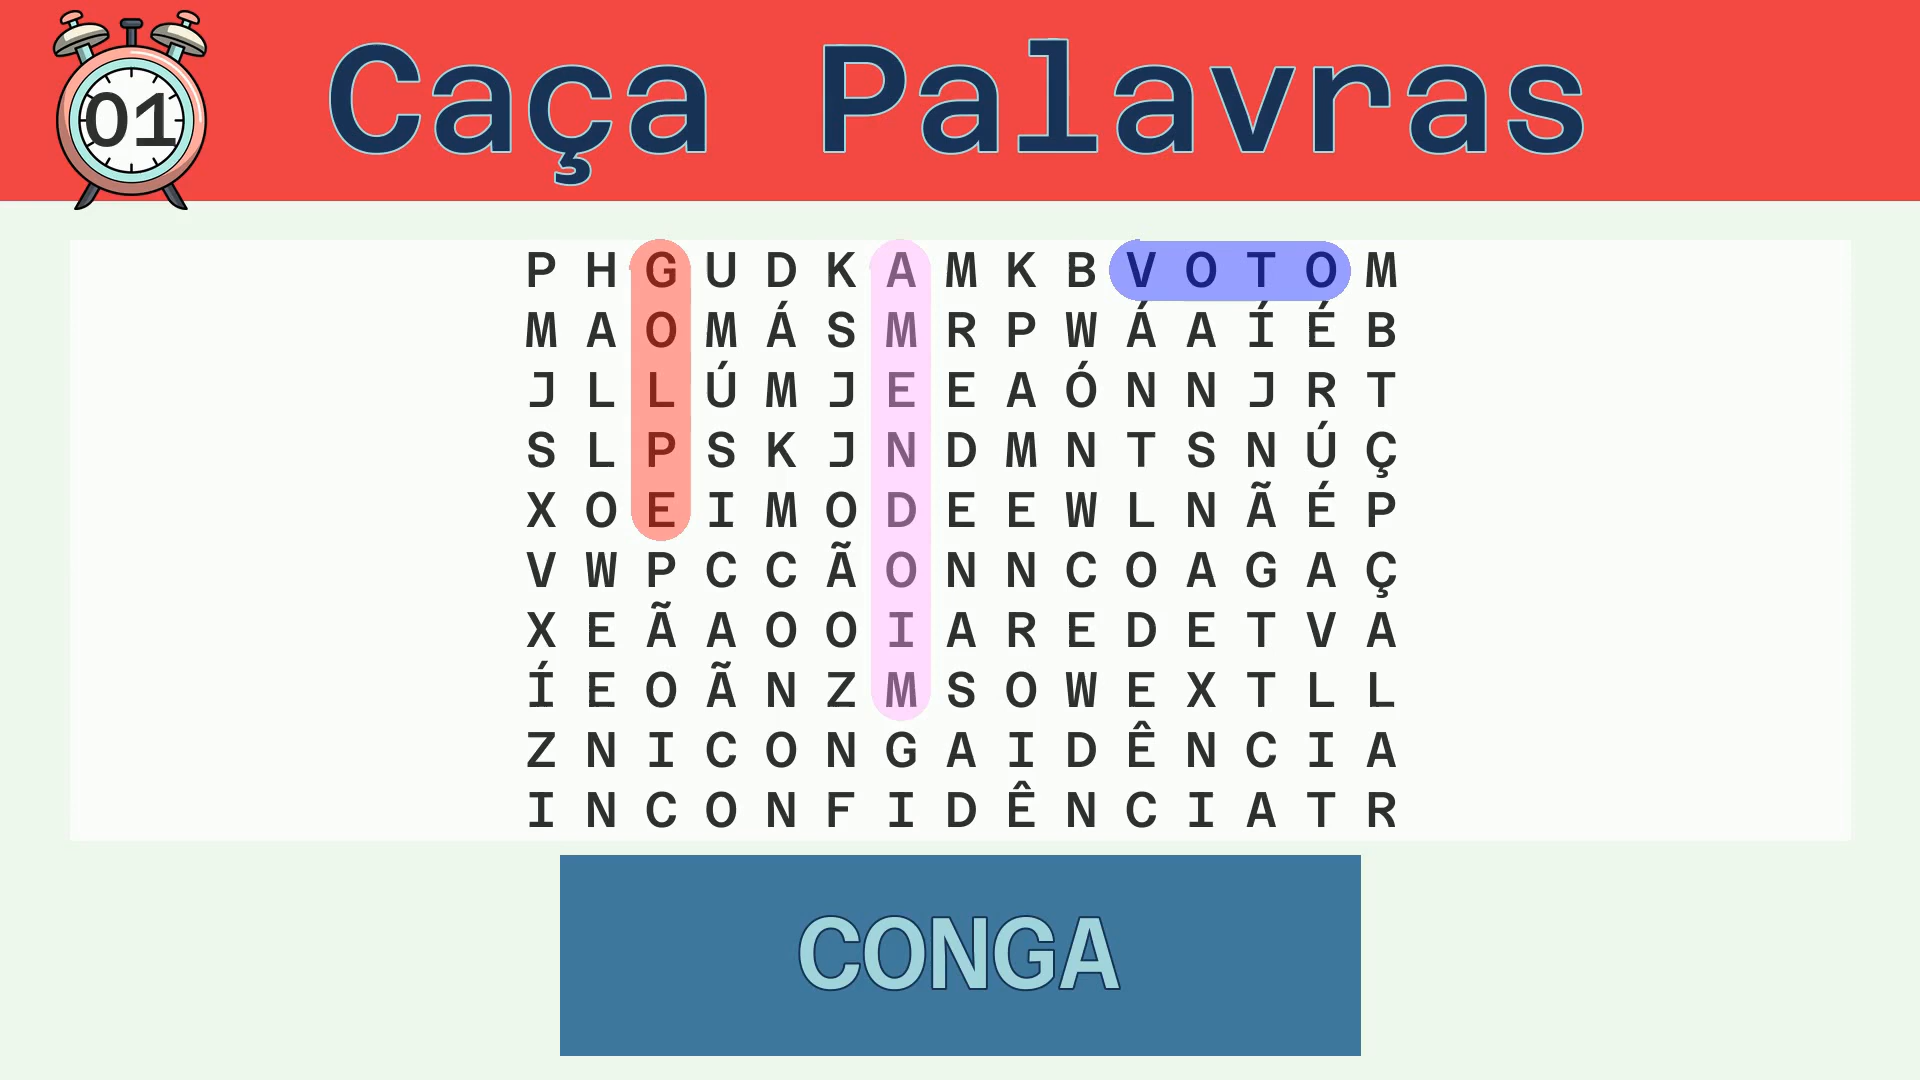 01
Caça Palavras
P H G U D K A M K B V O T O M
M A O M Á S M R P W Á A Í É B
J L L Ú M J E E A Ó N N J R T
S L P S K J N D M N T S N Ú Ç
X O E I M O D E E W L N Ã É P
V W P C C Ã O N N C O A G A Ç
X E Ã A O O I A R E D E T V A
Í E O Ã N Z M S O W E X T L L
Z N I C O N G A I D Ê N C I A
I N C O N F I D Ê N C I A T R
CONGA